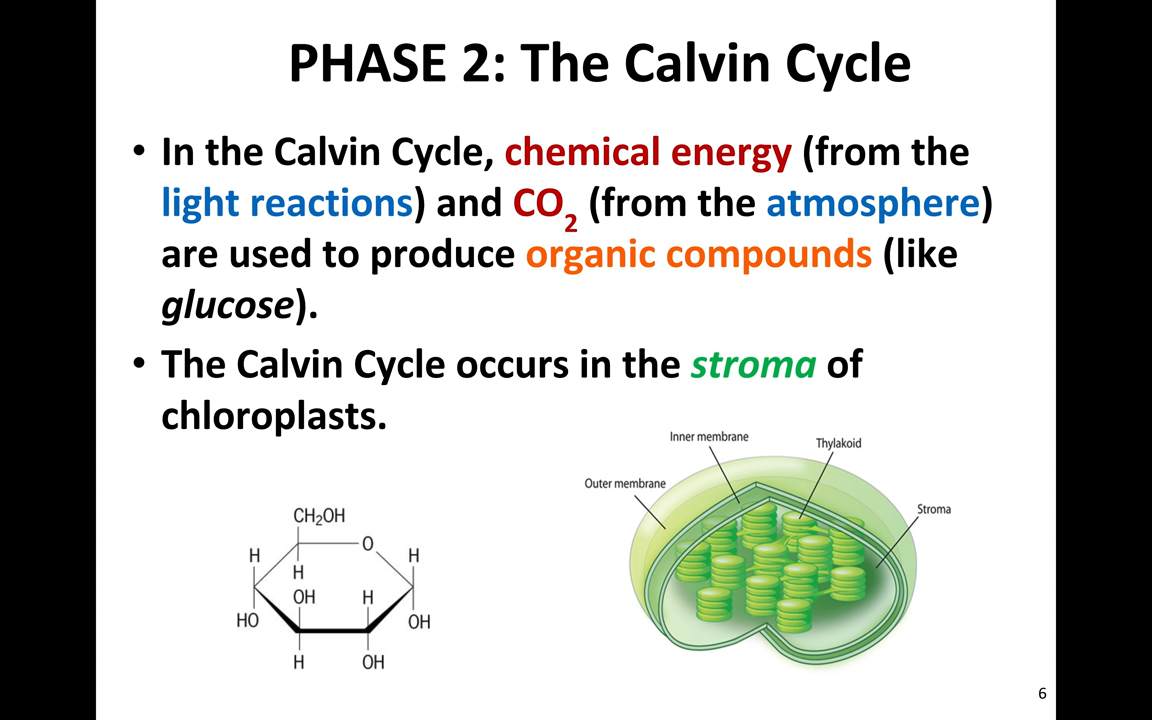 PHASE 2: The Calvin Cycle
• In the Calvin Cycle, chemical energy (from the
light reactions) and CO₂ (from the atmosphere)
are used to produce organic compounds (like
glucose).
• The Calvin Cycle occurs in the stroma of
chloroplasts.
Inner membrane
Thylakoid
Outer membrane
Stroma
CH₂OH
O
H
H
H
OH
H
HO
OH
H
OH
6